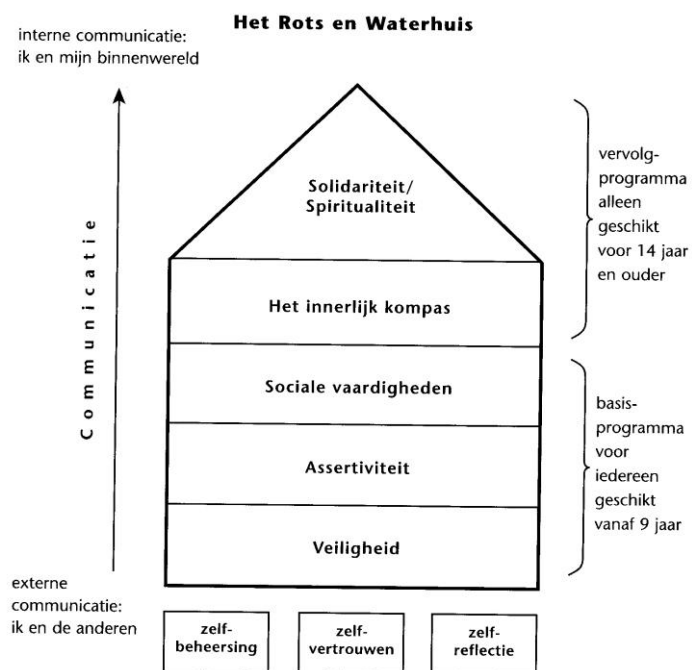 Het Rots en Waterhuis
interne communicatie:
ik en mijn binnenwereld
Communicatie
Solidariteit/
Spiritualiteit
Het innerlijk kompas
Sociale vaardigheden
Assertiviteit
Veiligheid
vervolg-
programma
alleen
geschikt
voor 14 jaar
en ouder
basis-
programma
voor
iedereen
geschikt
vanaf 9 jaar
externe
communicatie:
ik en de anderen
zelf-
beheersing
zelf-
vertrouwen
zelf-
reflectie